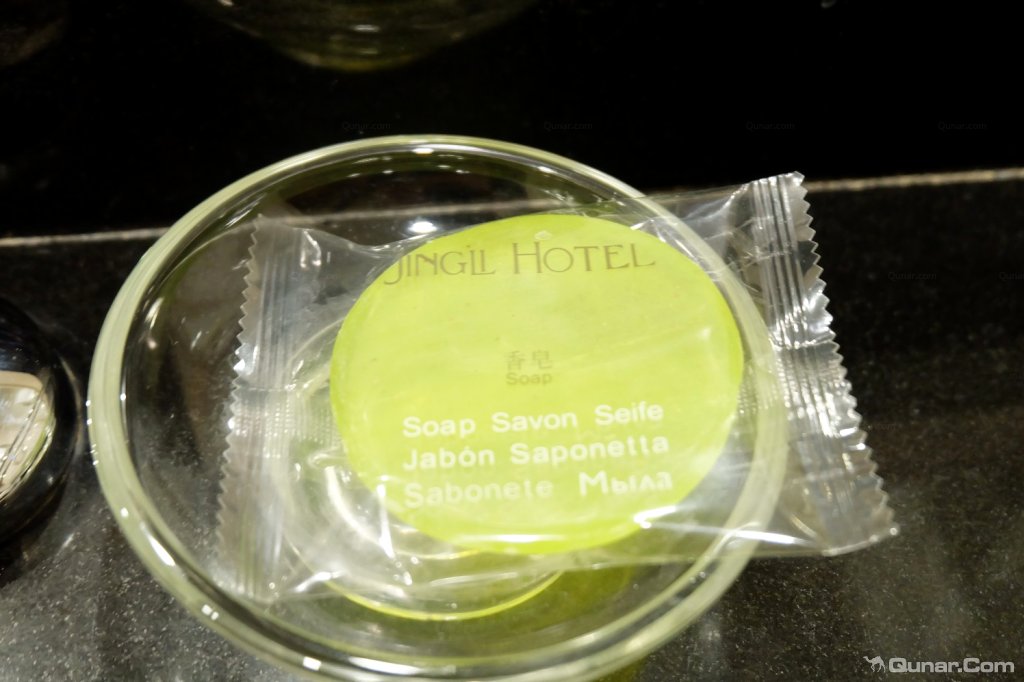 JINGLI HOTEL
香皂
Soap
Soap Savon Seife
Jabón Saponetta
Sabonete Мыла
Qunar.Com